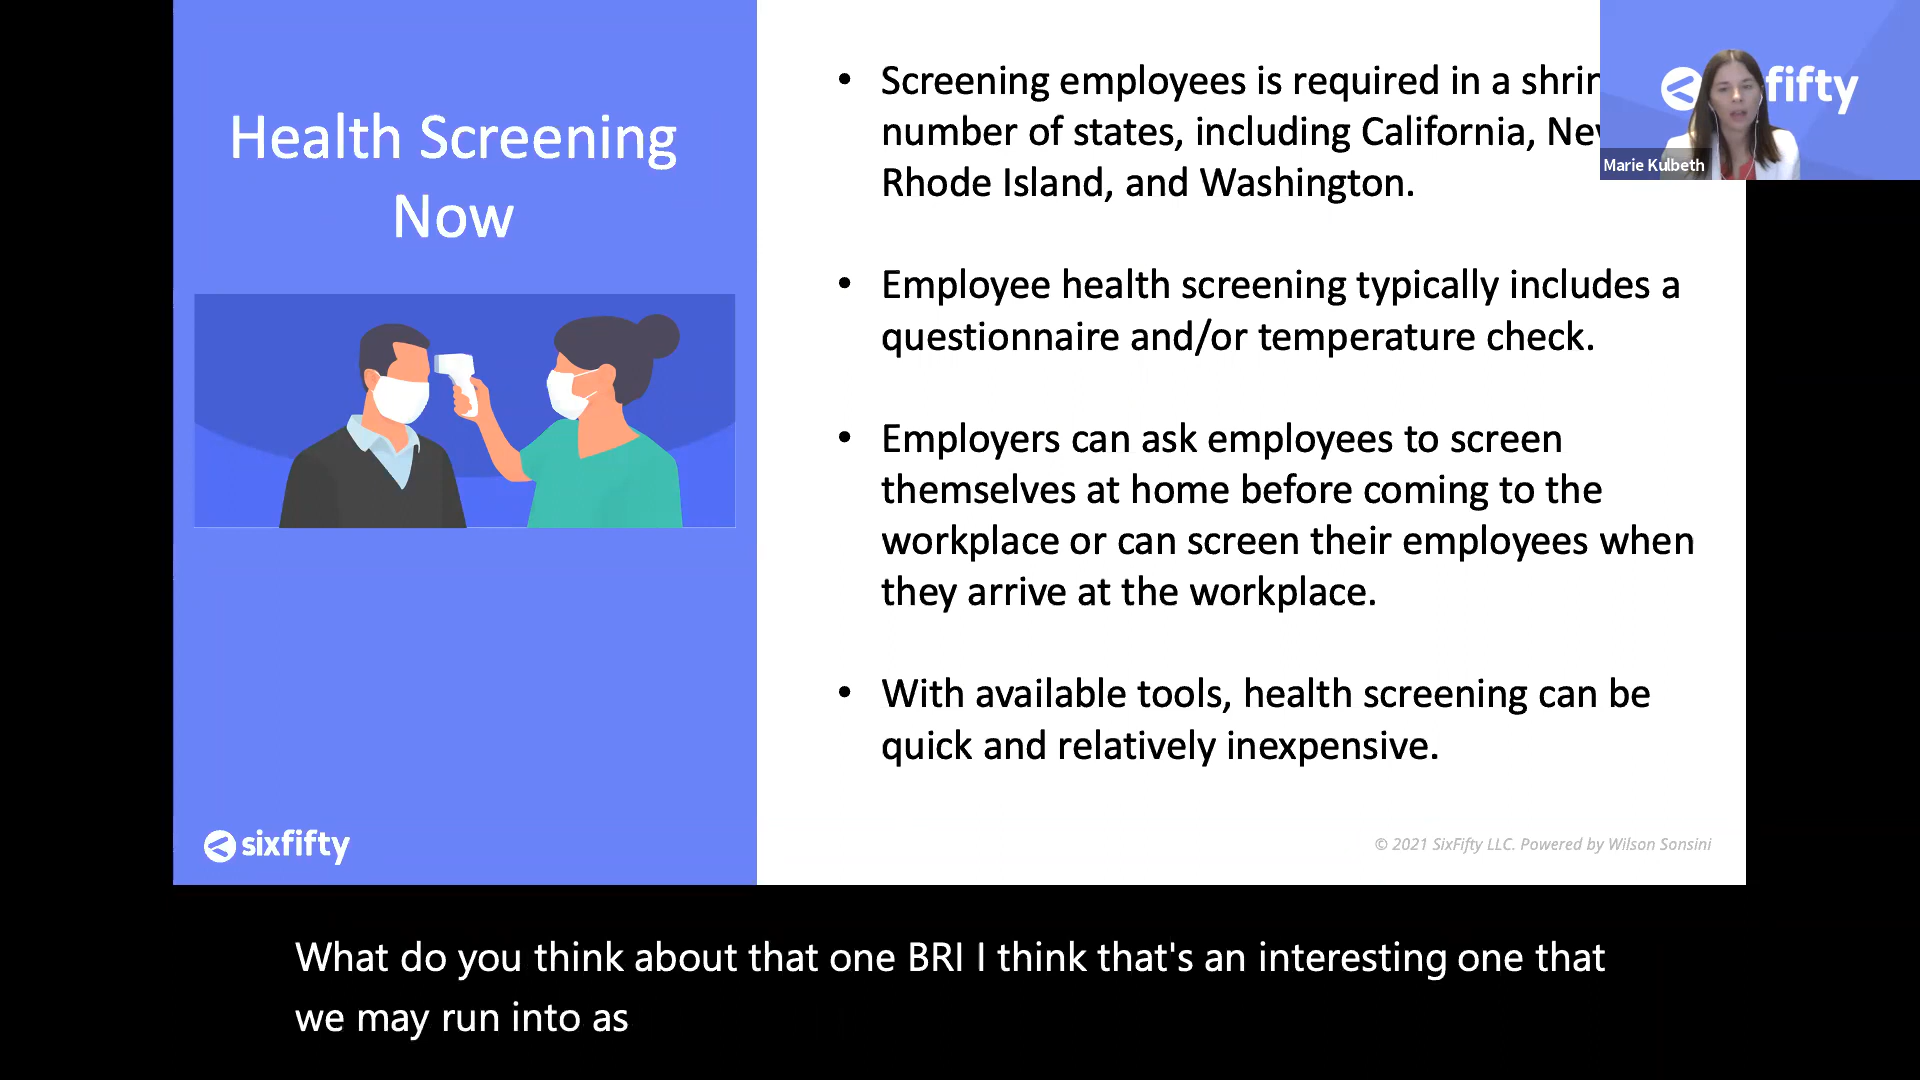 Health Screening
Now
sixfifty
Screening employees is required in a
number of states, including California,
Rhode Island, and Washington.
Employee health screening typically includes a
questionnaire and/or temperature check.
Employers can ask employees to screen
themselves at home before coming to the
workplace or can screen their employees when
they arrive at the workplace.
With available tools, health screening can be
quick and relatively inexpensive.
© 2021 SixFifty LLC. Powered by Wilson Sonsini
fifty
Marie Kulbeth
What do you think about that one BRI I think that's an interesting one that
we may run into as